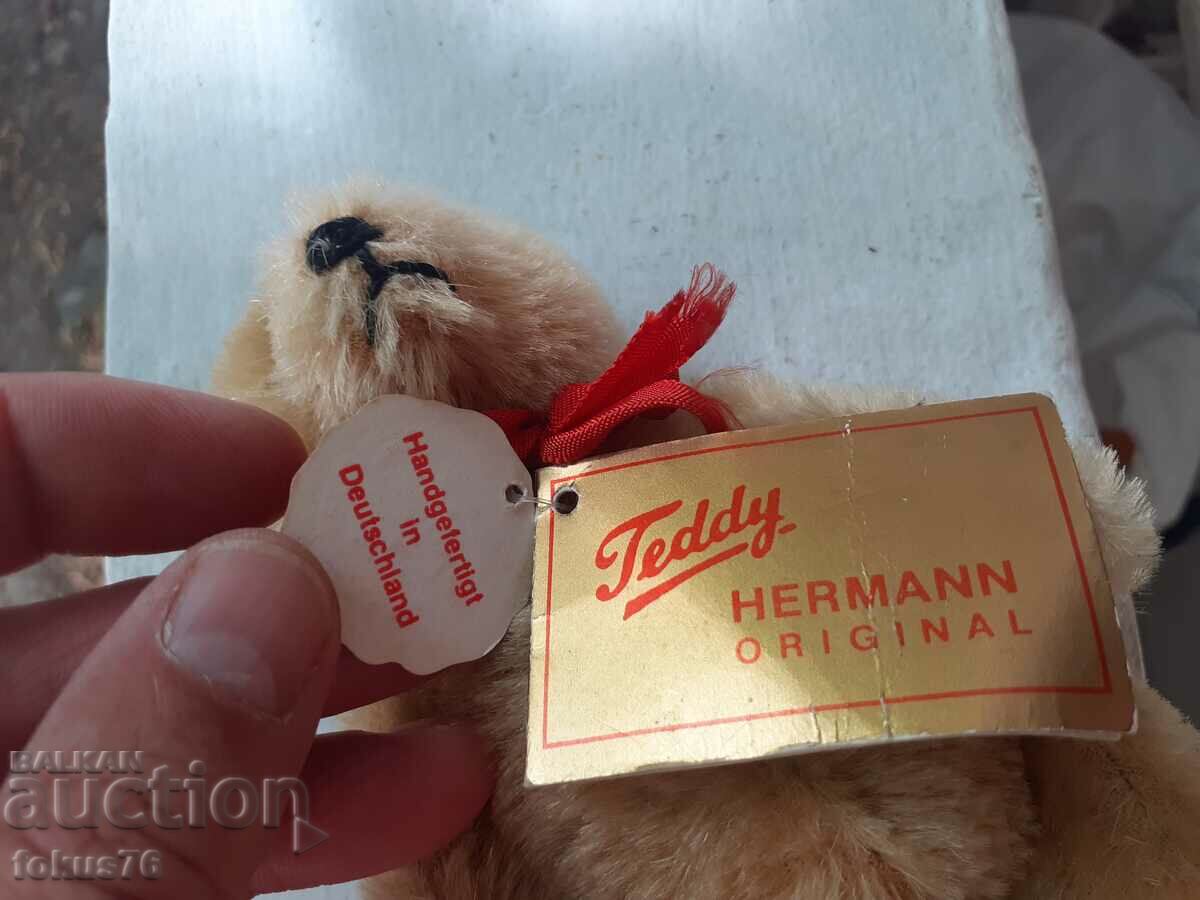 Handgefertigt
in
Deutschland
Teddy
HERMANN
ORIGINAL
BALKAN
auction
fokus76